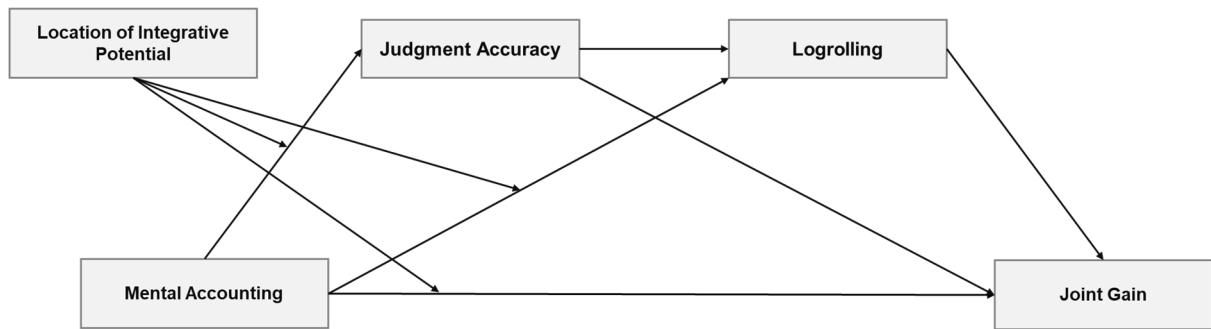 Location of Integrative
Potential
Judgment Accuracy
Logrolling
Mental Accounting
Joint Gain